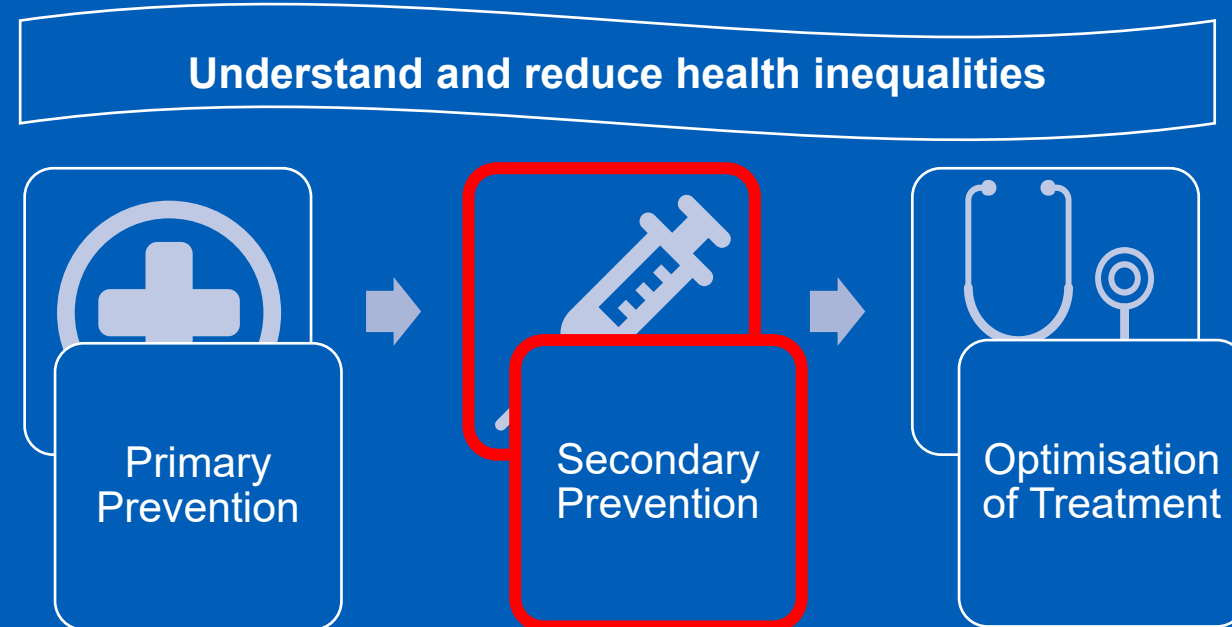 Understand and reduce health inequalities
Primary
Prevention
Secondary
Prevention
Optimisation
of Treatment